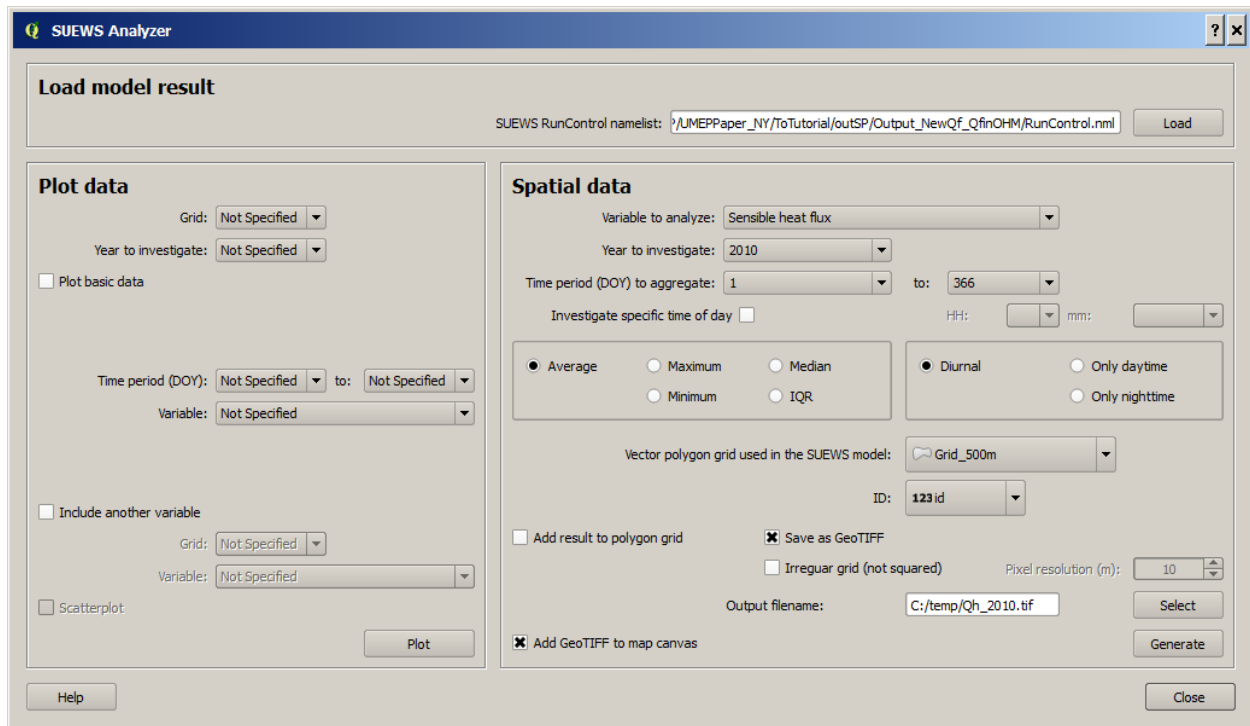 SUEWS Analyzer
Load model result
SUEWS RunControl namelist: ?/UMEPPaper_NY/ToTutorial/outSP/Output_NewQf_QfinOHM/RunControl.nml Load
Plot data
Grid: Not Specified
Year to investigate: Not Specified
Plot basic data
Time period (DOY): Not Specified to: Not Specified
Variable: Not Specified
Include another variable
Grid: Not Specified
Variable: Not Specified
Scatterplot
Plot
Spatial data
Variable to analyze: Sensible heat flux
Year to investigate: 2010
Time period (DOY) to aggregate: 1 to: 366
Investigate specific time of day HH: mm:
Average Maximum Median
Minimum IQR
Diurnal Only daytime
Only nighttime
Vector polygon grid used in the SUEWS model: Grid_500m
ID: 123 id
Add result to polygon grid Save as GeoTIFF
Irreguar grid (not squared) Pixel resolution (m): 10
Output filename: C:/temp/Qh_2010.tif Select
Add GeoTIFF to map canvas Generate
Help Close